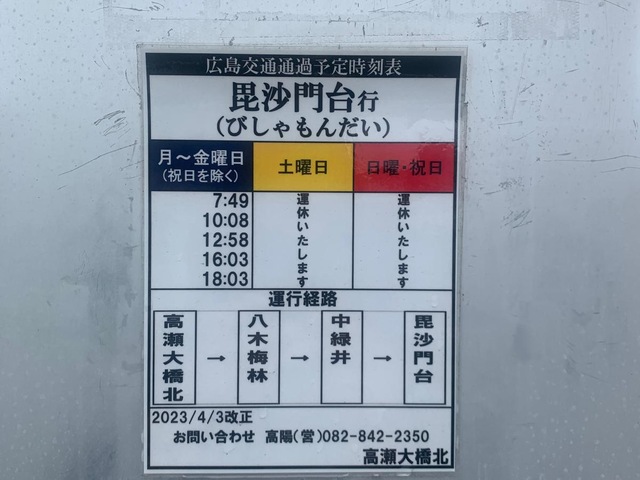 広島交通通過予定時刻表
毘沙門台行
(びしゃもんだい)
月～金曜日
(祝日を除く)
土曜日
日曜・祝日
7:49
10:08
12:58
16:03
18:03
運休いたします
運休いたします
運行経路
高瀬大橋北 → 八木梅林 → 中緑井 → 毘沙門台
2023/4/3改正
お問い合わせ 高陽(営)082-842-2350
高瀬大橋北